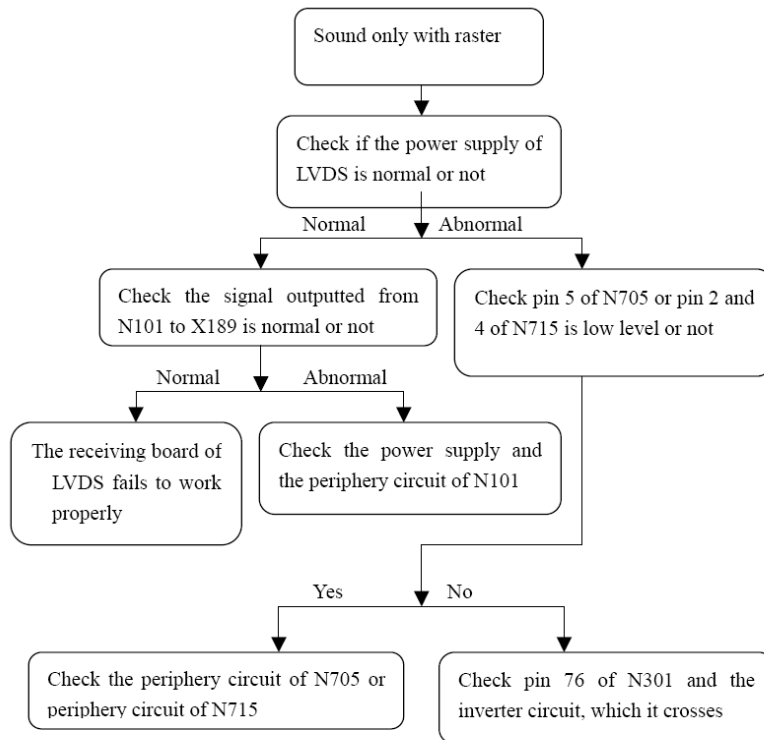 Sound only with raster
Check if the power supply of
LVDS is normal or not
Normal Abnormal
Check the signal outputted from
N101 to X189 is normal or not
Check pin 5 of N705 or pin 2 and
4 of N715 is low level or not
Normal Abnormal
The receiving board of
LVDS fails to work
properly
Check the power supply and
the periphery circuit of N101
Yes No
Check the periphery circuit of N705 or
periphery circuit of N715
Check pin 76 of N301 and the
inverter circuit, which it crosses